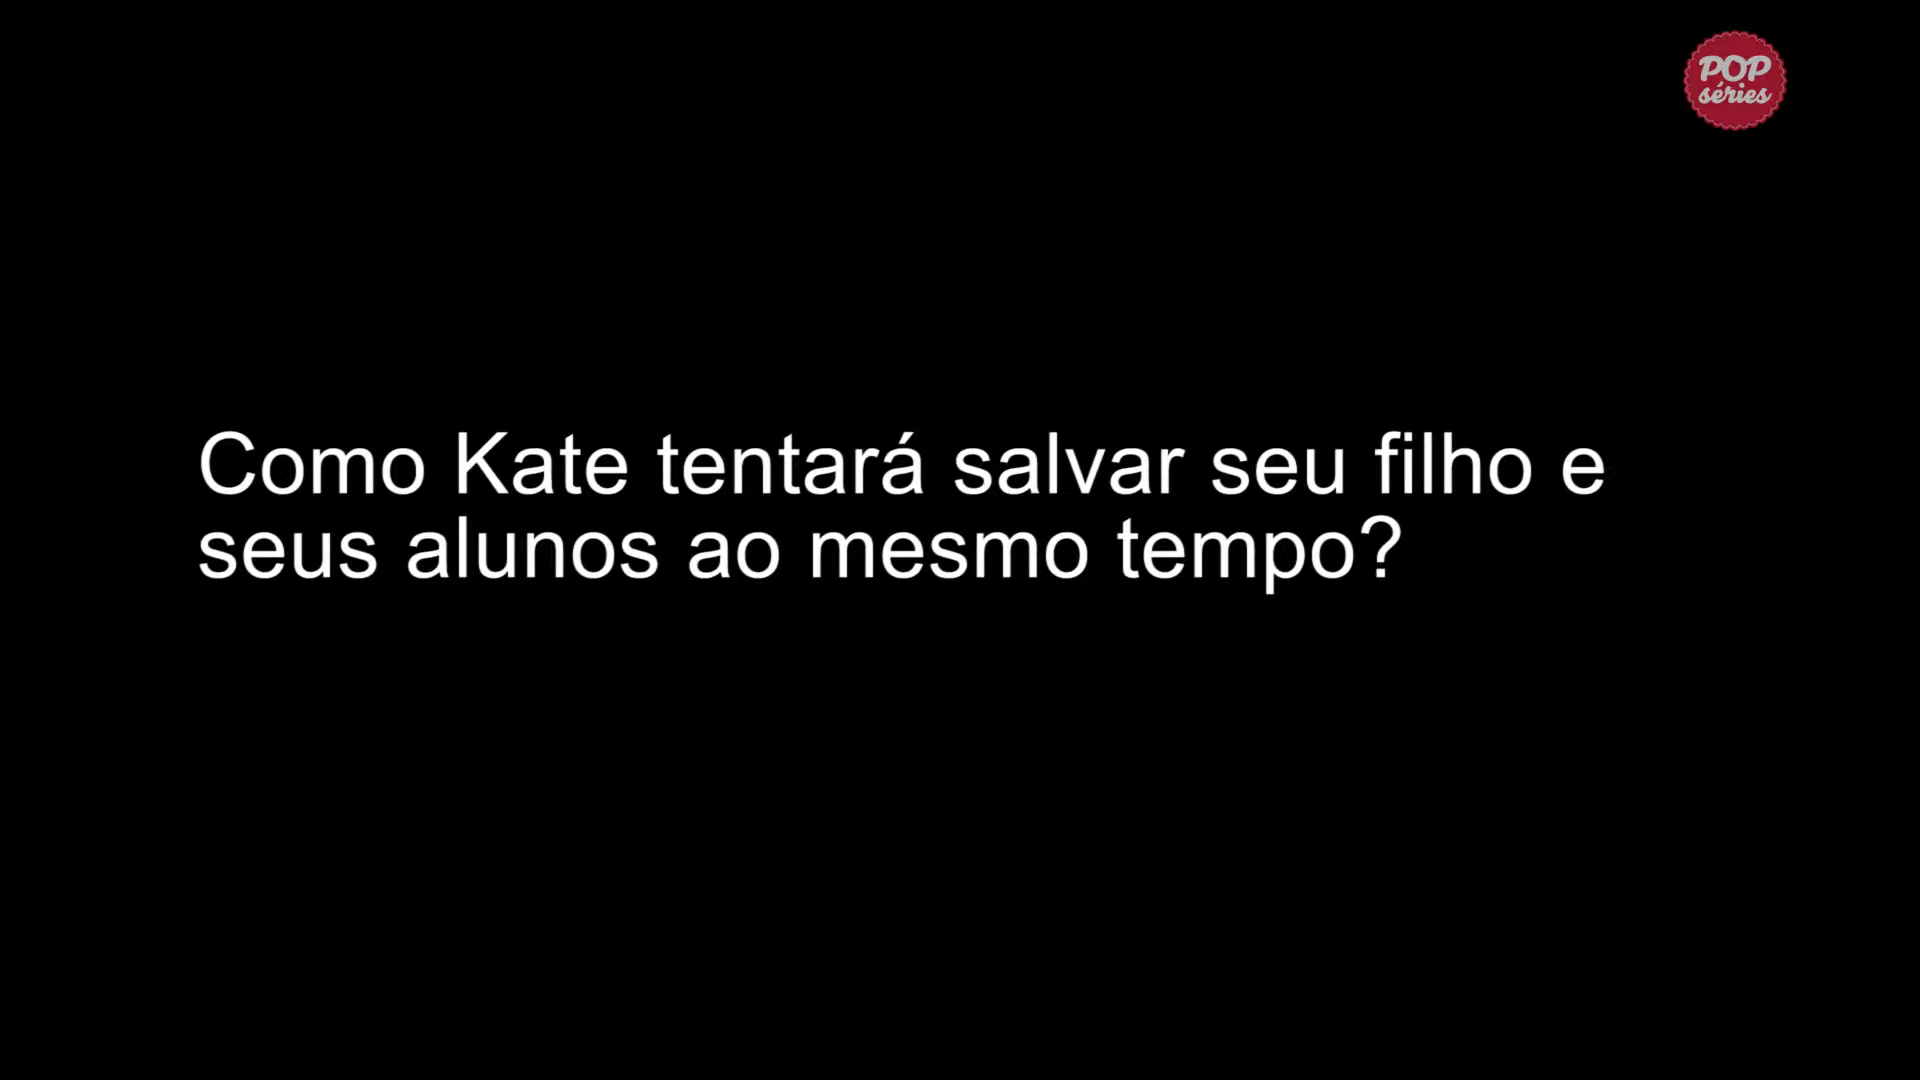 POP
séries
Como Kate tentará salvar seu filho e
seus alunos ao mesmo tempo?